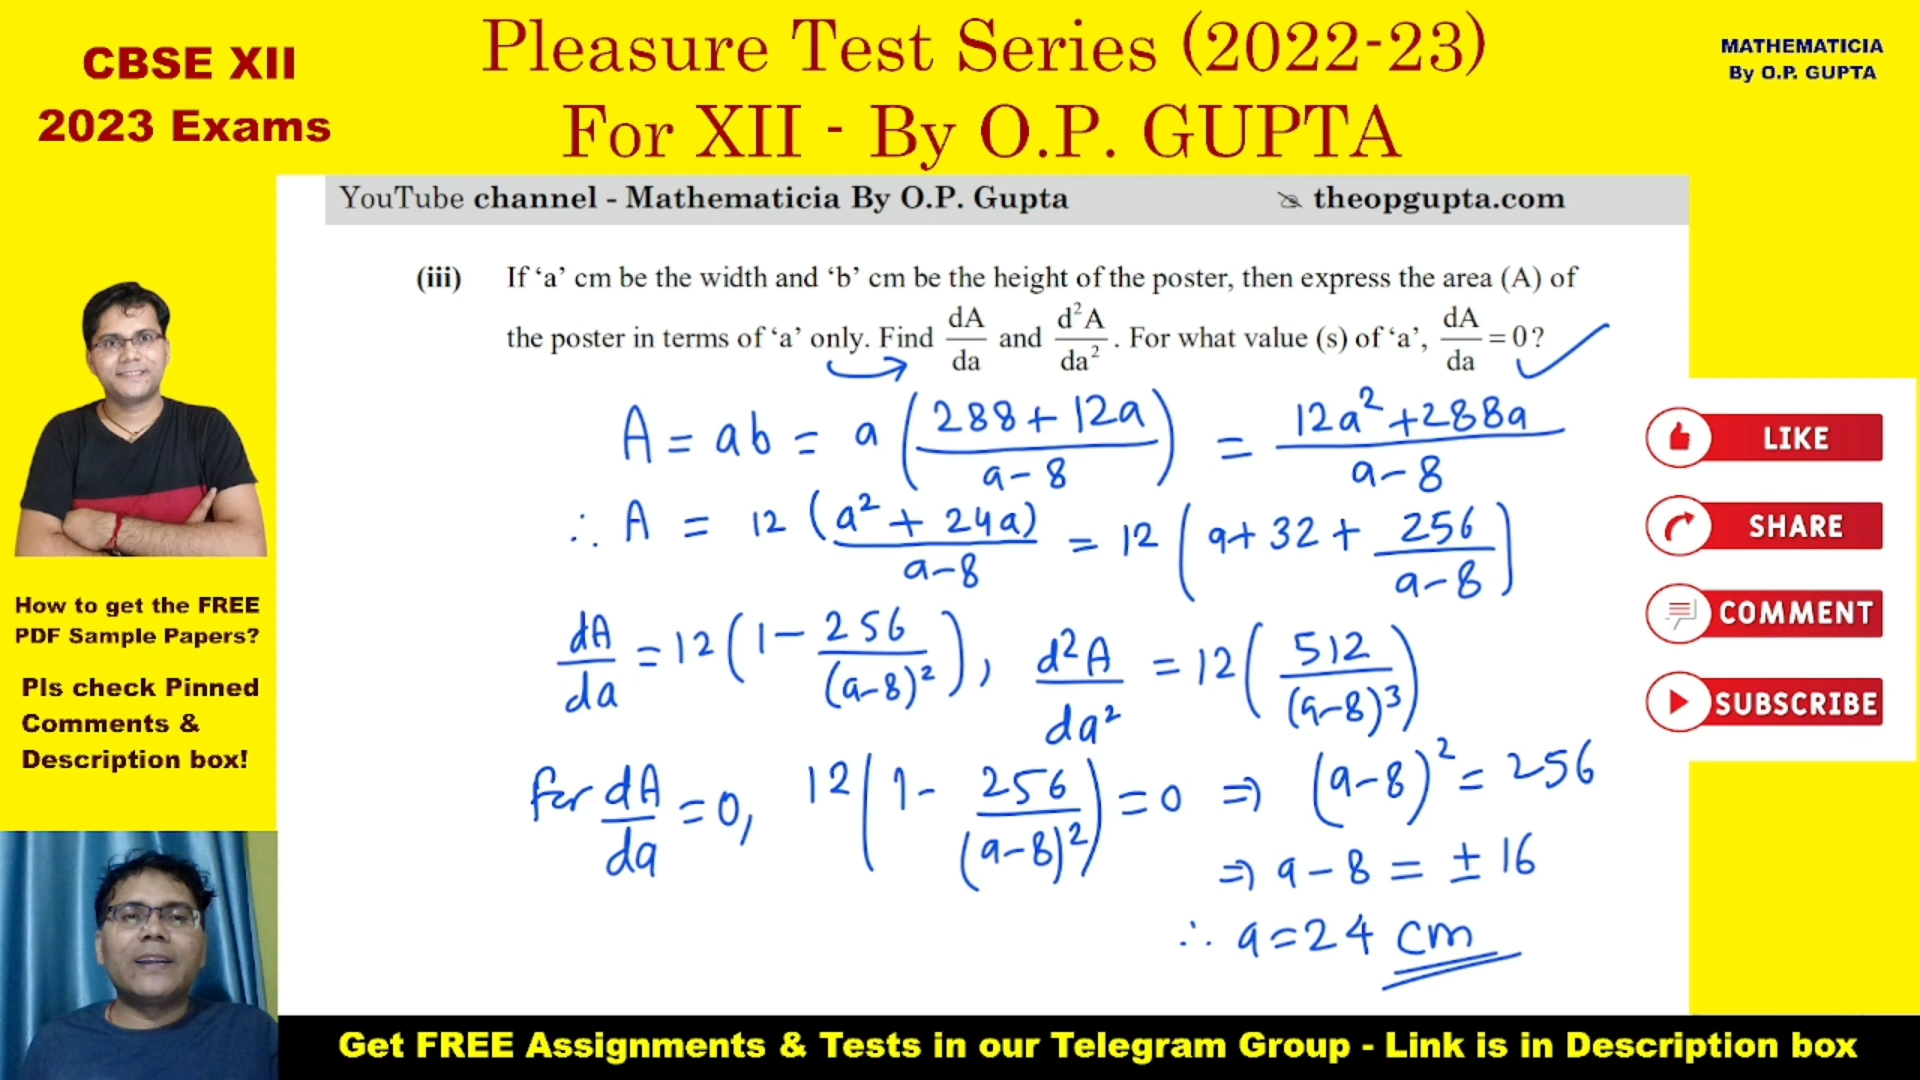 CBSE XII
2023 Exams
Pleasure Test Series (2022-23)
For XII - By O.P. GUPTA
MATHEMATICIA
By O.P. GUPTA
YouTube channel - Mathematicia By O.P. Gupta
theopgupta.com
(iii) If ‘a’ cm be the width and ‘b’ cm be the height of the poster, then express the area (A) of
the poster in terms of ‘a’ only. Find dA/da and d²A/da². For what value (s) of ‘a’, dA/da = 0?
A = ab = a((288 + 12a)/(a - 8)) = (12a² + 288a)/(a - 8)
∴ A = 12 (a² + 24a)/(a - 8) = 12(a + 32 + 256/(a - 8))
dA/da = 12(1 - 256/(a-8)²), d²A/da² = 12(512/(a-8)³)
for dA/da = 0, 12(1 - 256/(a-8)²) = 0 ⇒ (a-8)² = 256
⇒ a - 8 = ± 16
∴ a = 24 cm
How to get the FREE
PDF Sample Papers?
Pls check Pinned
Comments &
Description box!
LIKE
SHARE
COMMENT
SUBSCRIBE
Get FREE Assignments & Tests in our Telegram Group - Link is in Description box